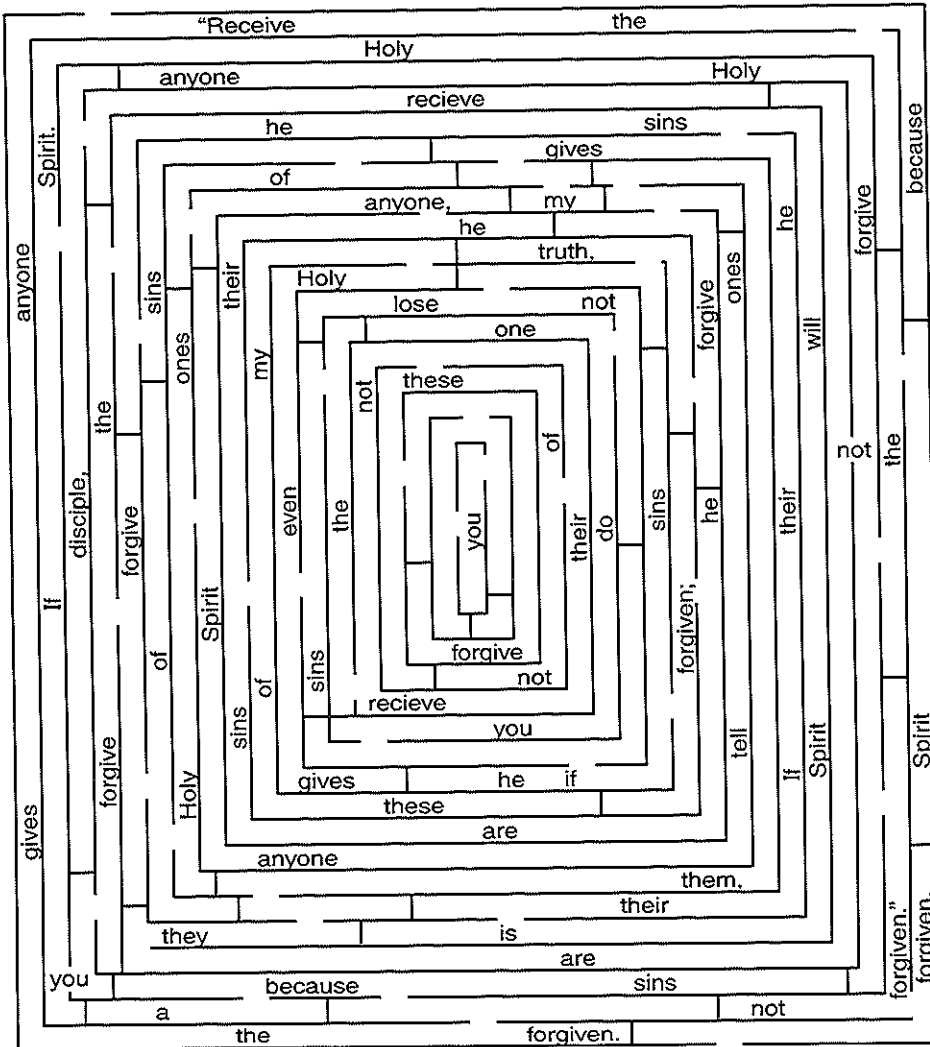 “Receive the
Holy
anyone Holy
recieve
he sins
gives
of
anyone, my
he
truth,
Holy
lose not
one
these
Spirit.
anyone
sins
their
ones
my
not
the
disciple,
forgive
even
the
If
of
Spirit
sins
of
sins
forgive
Holy
gives
you
of
their
do
sins
forgive
ones
he
he
will
forgive
because
not
the
their
forgiven;
tell
If
Spirit
Spirit
forgiven.”
forgiven.
forgive
not
recieve
you
gives he if
these
are
anyone
them,
their
they is
are
you because sins
a not
the forgiven.